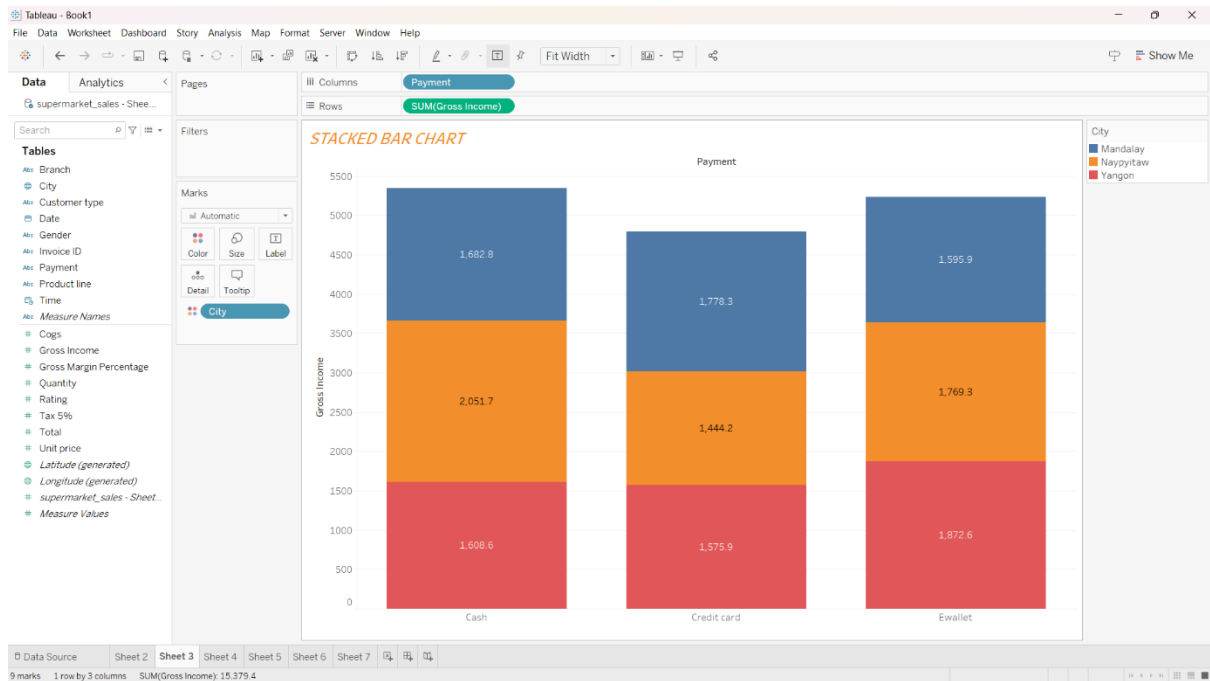 Tableau - Book1
File Data Worksheet Dashboard Story Analysis Map Format Server Window Help
Fit Width
Show Me
Data Analytics
supermarket_sales - Shee...
Search
Tables
Abc Branch
City
Abc Customer type
Date
Abc Gender
Abc Invoice ID
Abc Payment
Abc Product line
Time
Abc Measure Names
# Cogs
# Gross Income
# Gross Margin Percentage
# Quantity
# Rating
# Tax 5%
# Total
# Unit price
Latitude (generated)
Longitude (generated)
# supermarket_sales - Sheet...
# Measure Values
Pages
Filters
Marks
Automatic
Color Size Label
Detail Tooltip
City
Columns Payment
Rows SUM(Gross Income)
STACKED BAR CHART
Payment
Gross Income
5500
5000
4500
4000
3500
3000
2500
2000
1500
1000
500
0
1,682.8 1,778.3 1,595.9
2,051.7 1,444.2 1,769.3
1,608.6 1,575.9 1,872.6
Cash Credit card Ewallet
City
Mandalay
Naypyitaw
Yangon
Data Source Sheet 2 Sheet 3 Sheet 4 Sheet 5 Sheet 6 Sheet 7
9 marks 1 row by 3 columns SUM(Gross Income): 15,379.4